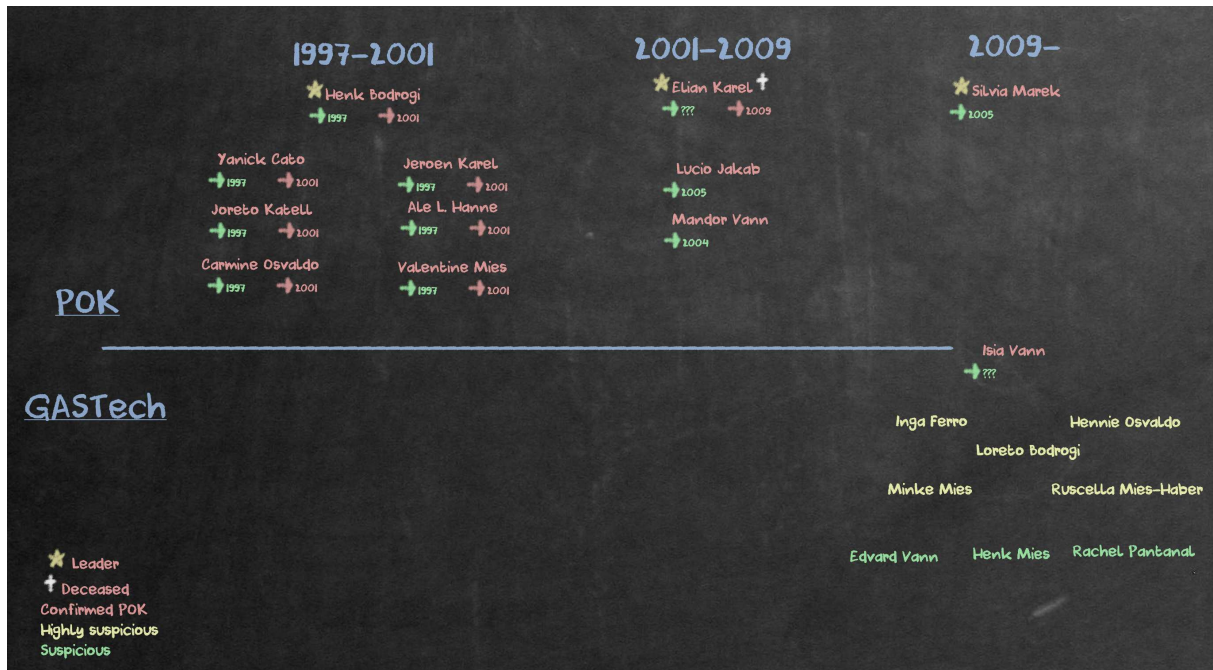 1997-2001
2001-2009
2009-
Henk Bodrogi
1997 2001
Elian Karel
??? 2009
Silvia Marek
2005
Yanick Cato
1997 2001
Jeroen Karel
1997 2001
Lucio Jakab
2005
Joreto Katell
1997 2001
Ale L. Hanne
1997 2001
Mandor Vann
2004
Carmine Osvaldo
1997 2001
Valentine Mies
1997 2001
POK
Isia Vann
???
GASTech
Inga Ferro
Hennie Osvaldo
Loreto Bodrogi
Minke Mies
Ruscella Mies-Haber
Edvard Vann
Henk Mies
Rachel Pantanal
Leader
Deceased
Confirmed POK
Highly suspicious
Suspicious